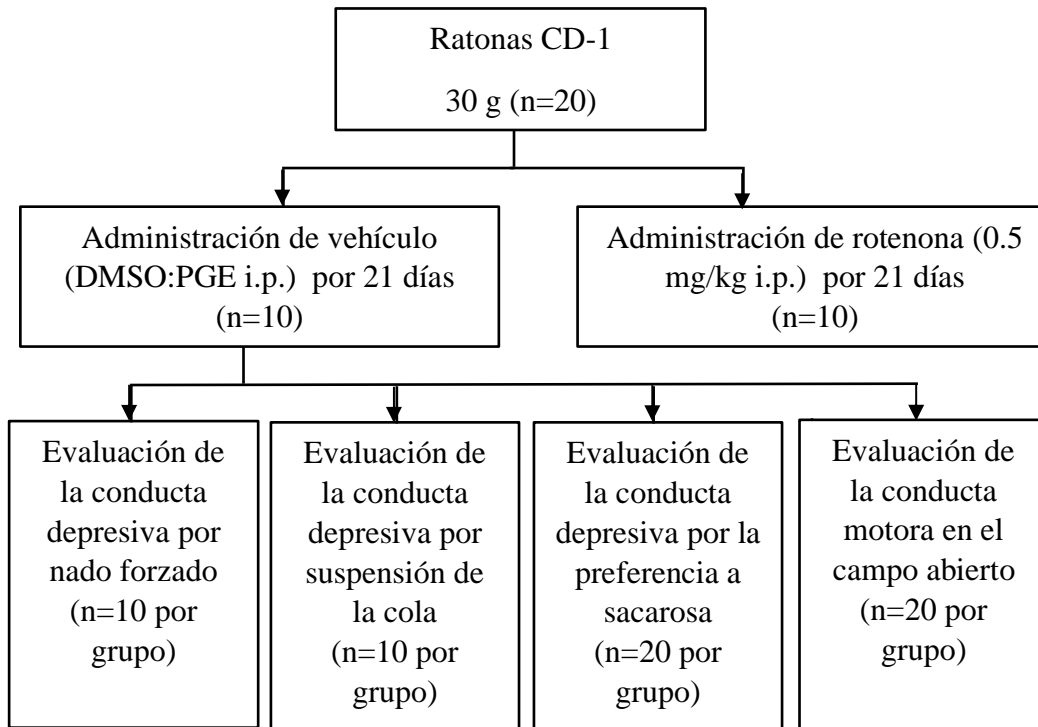 Ratonas CD-1
30 g (n=20)
Administración de vehículo
(DMSO:PGE i.p.) por 21 días
(n=10)
Administración de rotenona (0.5
mg/kg i.p.) por 21 días
(n=10)
Evaluación de
la conducta
depresiva por
nado forzado
(n=10 por
grupo)
Evaluación de
la conducta
depresiva por
suspensión de
la cola
(n=10 por
grupo)
Evaluación de
la conducta
depresiva por la
preferencia a
sacarosa
(n=20 por
grupo)
Evaluación de
la conducta
motora en el
campo abierto
(n=20 por
grupo)